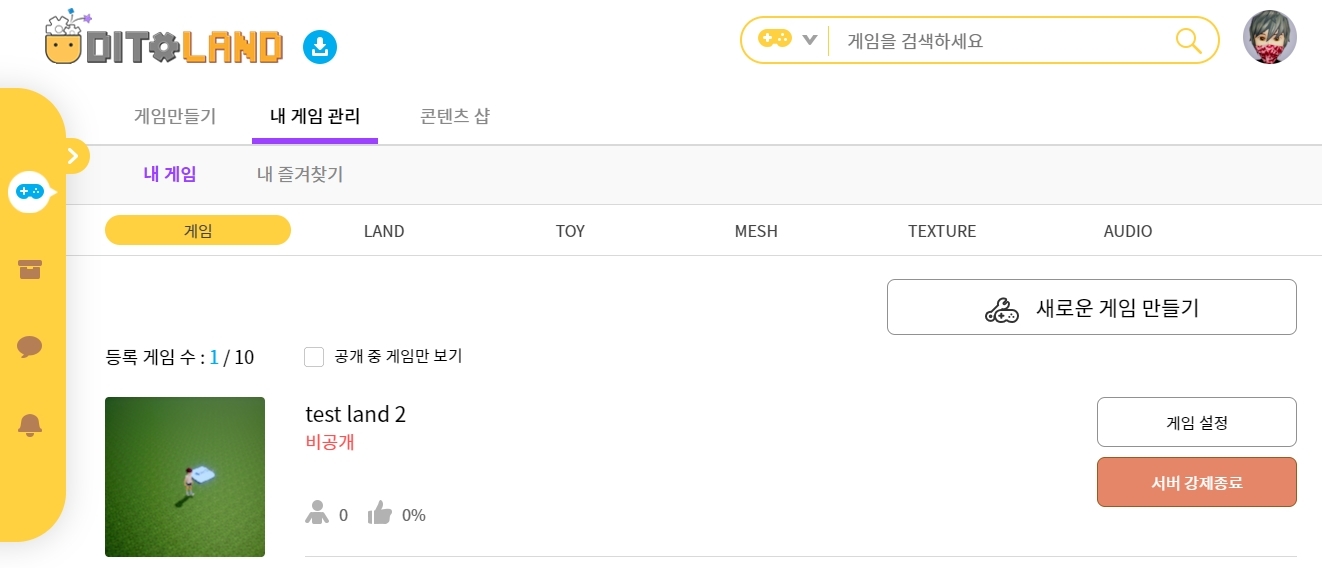 DITOLAND
게임을 검색하세요
게임만들기 내 게임 관리 콘텐츠 샵
내 게임 내 즐겨찾기
게임 LAND TOY MESH TEXTURE AUDIO
새로운 게임 만들기
등록 게임 수 : 1 / 10 공개 중 게임만 보기
test land 2
게임 설정
비공개
서버 강제종료
0 0%